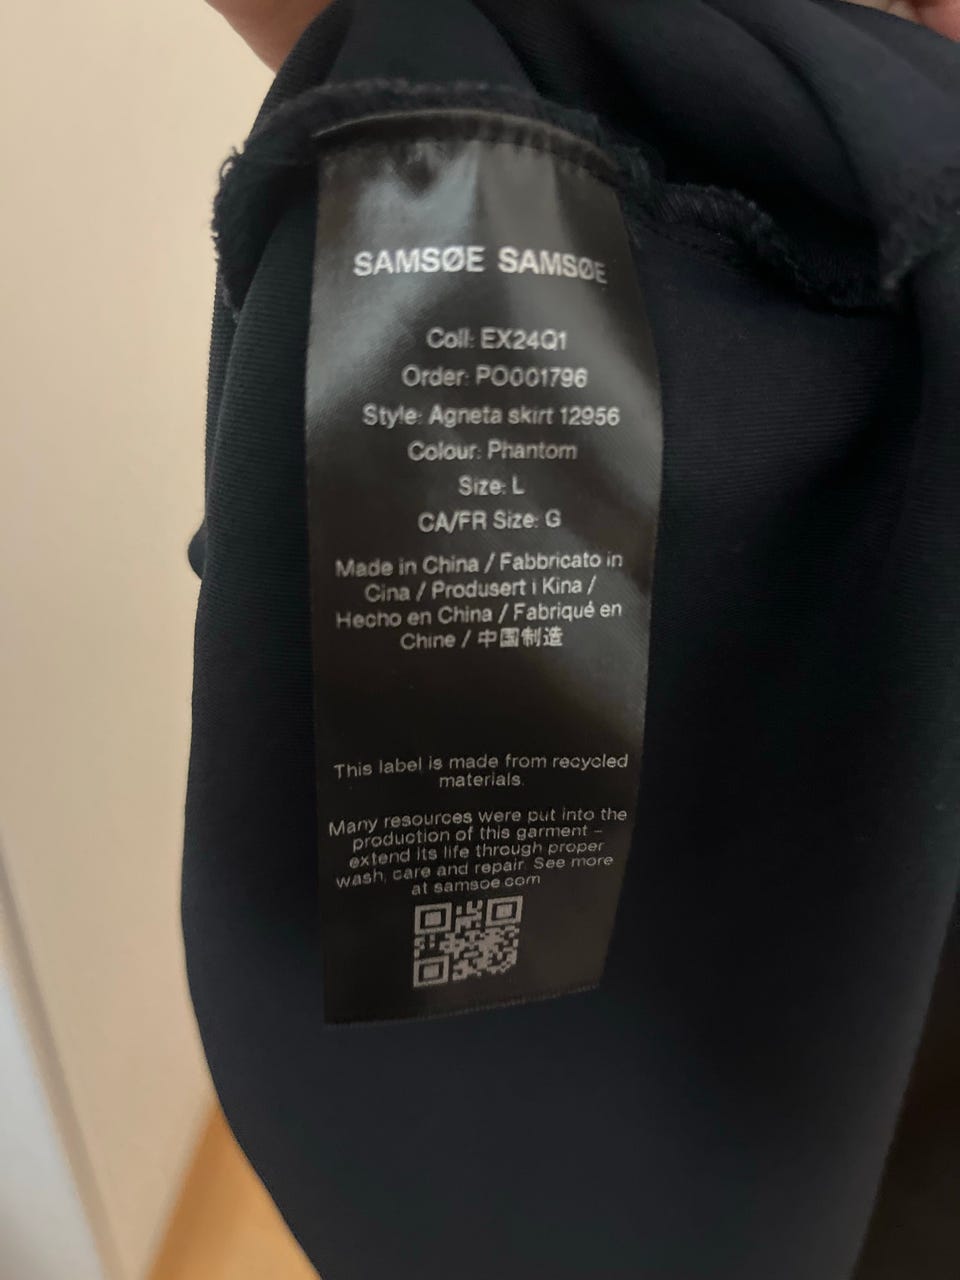 SAMSØE SAMSØE
Coll: EX24Q1
Order: PO001796
Style: Agneta skirt 12956
Colour: Phantom
Size: L
CA/FR Size: G
Made in China / Fabbricato in
Cina / Produsert i Kina /
Hecho en China / Fabriqué en
Chine / 中国制造
This label is made from recycled
materials.
Many resources were put into the
production of this garment –
extend its life through proper
wash, care and repair. See more
at samsoe.com